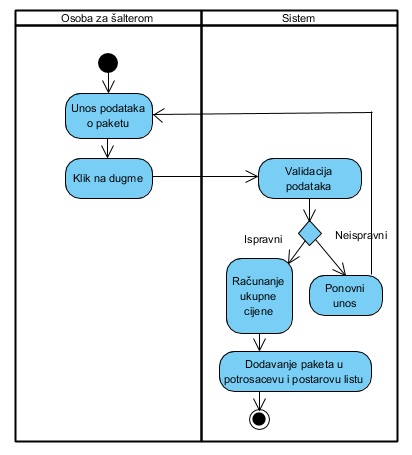 Osoba za šalterom
Sistem
Unos podataka
o paketu
Klik na dugme
Validacija
podataka
Ispravni
Neispravni
Računanje
ukupne
cijene
Ponovni
unos
Dodavanje paketa u
potrosacevu i postarovu listu